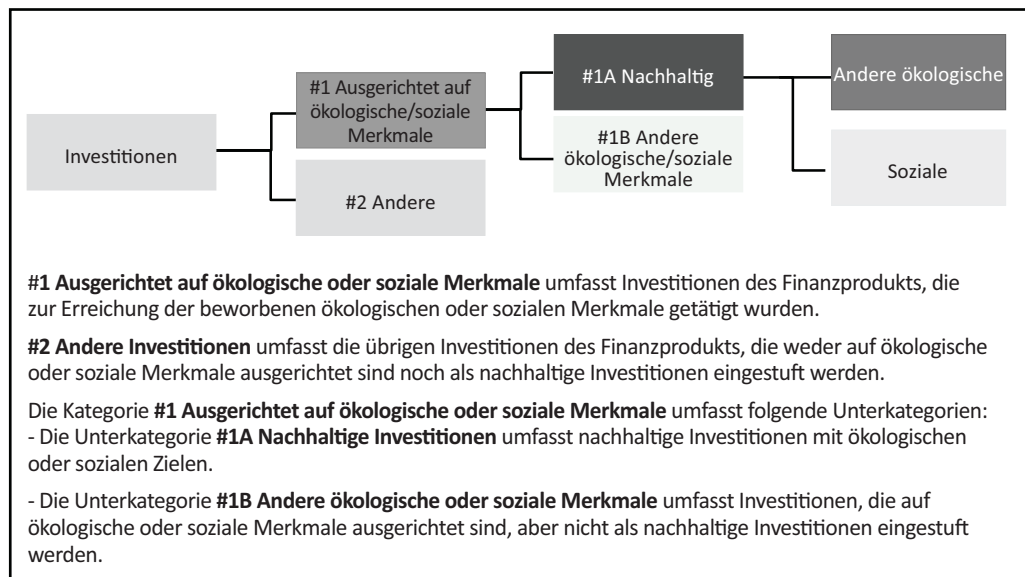 #1A Nachhaltig
Andere ökologische
#1 Ausgerichtet auf
ökologische/soziale
Merkmale
#1B Andere
ökologische/soziale
Merkmale
Investitionen
Soziale
#2 Andere
#1 Ausgerichtet auf ökologische oder soziale Merkmale umfasst Investitionen des Finanzprodukts, die
zur Erreichung der beworbenen ökologischen oder sozialen Merkmale getätigt wurden.
#2 Andere Investitionen umfasst die übrigen Investitionen des Finanzprodukts, die weder auf ökologische
oder soziale Merkmale ausgerichtet sind noch als nachhaltige Investitionen eingestuft werden.
Die Kategorie #1 Ausgerichtet auf ökologische oder soziale Merkmale umfasst folgende Unterkategorien:
- Die Unterkategorie #1A Nachhaltige Investitionen umfasst nachhaltige Investitionen mit ökologischen
oder sozialen Zielen.
- Die Unterkategorie #1B Andere ökologische oder soziale Merkmale umfasst Investitionen, die auf
ökologische oder soziale Merkmale ausgerichtet sind, aber nicht als nachhaltige Investitionen eingestuft
werden.